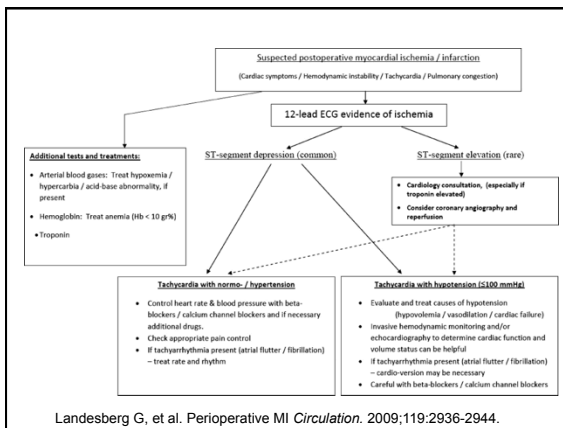 Suspected postoperative myocardial ischemia / infarction
(Cardiac symptoms / Hemodynamic instability / Tachycardia / Pulmonary congestion)
12-lead ECG evidence of ischemia
ST-segment depression (common)
ST-segment elevation (rare)
Additional tests and treatments:
• Arterial blood gases: Treat hypoxemia /
hypercarbia / acid-base abnormality, if
present
• Hemoglobin: Treat anemia (Hb < 10 gr%)
•Troponin
• Cardiology consultation, (especially if
troponin elevated)
• Consider coronary angiography and
reperfusion
Tachycardia with normo- / hypertension
• Control heart rate & blood pressure with beta-
blockers / calcium channel blockers and if necessary
additional drugs.
• Check appropriate pain control
• If tachyarrhythmia present (atrial flutter / fibrillation)
– treat rate and rhythm
Tachycardia with hypotension (≤100 mmHg)
• Evaluate and treat causes of hypotension
(hypovolemia / vasodilation / cardiac failure)
• Invasive hemodynamic monitoring and/or
echocardiography to determine cardiac function and
volume status can be helpful
• If tachyarrhythmia present (atrial flutter / fibrillation)
– cardio-version may be necessary
• Careful with beta-blockers / calcium channel blockers
Landesberg G, et al. Perioperative MI Circulation. 2009;119:2936-2944.